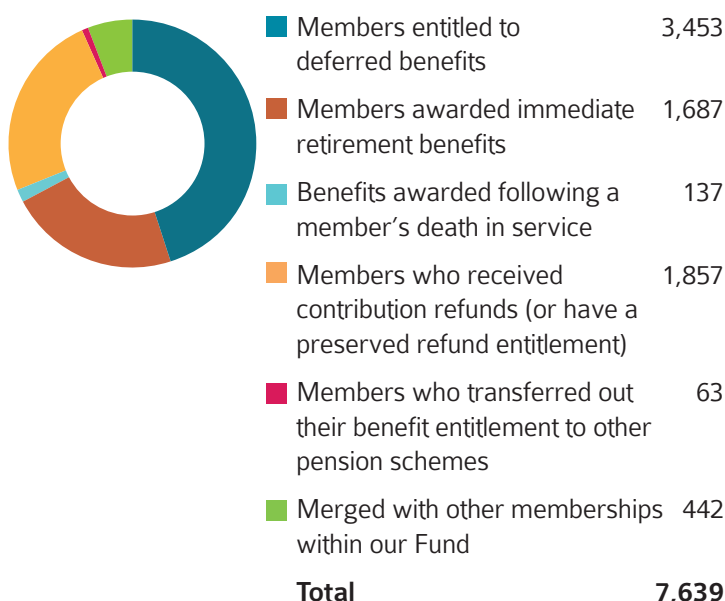 Members entitled to 3,453
deferred benefits
Members awarded immediate 1,687
retirement benefits
Benefits awarded following a 137
member's death in service
Members who received 1,857
contribution refunds (or have a
preserved refund entitlement)
Members who transferred out 63
their benefit entitlement to other
pension schemes
Merged with other memberships 442
within our Fund
Total 7,639